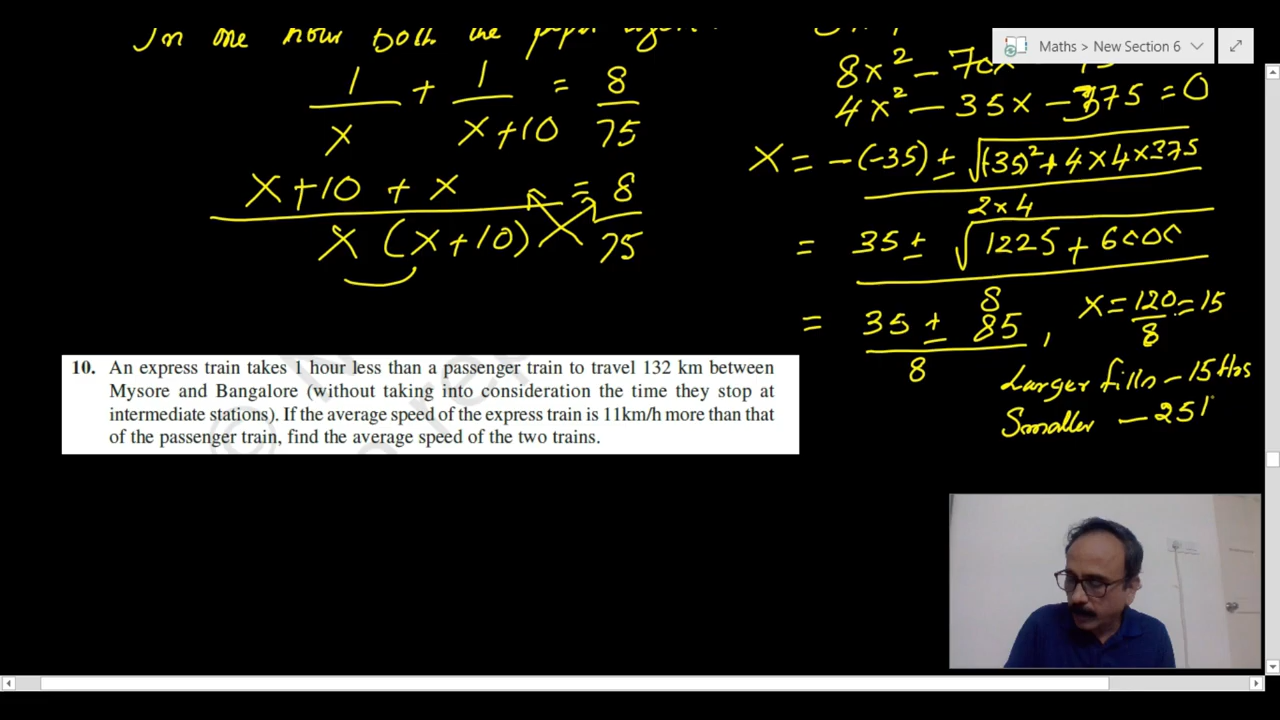 In one hour both the pipes
1/x + 1/x+10 = 8/75
x+10 + x / x (x+10) = 8/75
8x² - 70x
4x² - 35x - 375 = 0
x = -(-35) ± √(-35)² + 4×4×375 / 2×4
= 35 ± √1225 + 6000 / 8
= 35 ± 85 / 8 , x = 120/8 = 15
Larger fills - 15 Hrs
Smaller - 25
Maths > New Section 6
10. An express train takes 1 hour less than a passenger train to travel 132 km between
Mysore and Bangalore (without taking into consideration the time they stop at
intermediate stations). If the average speed of the express train is 11km/h more than that
of the passenger train, find the average speed of the two trains.